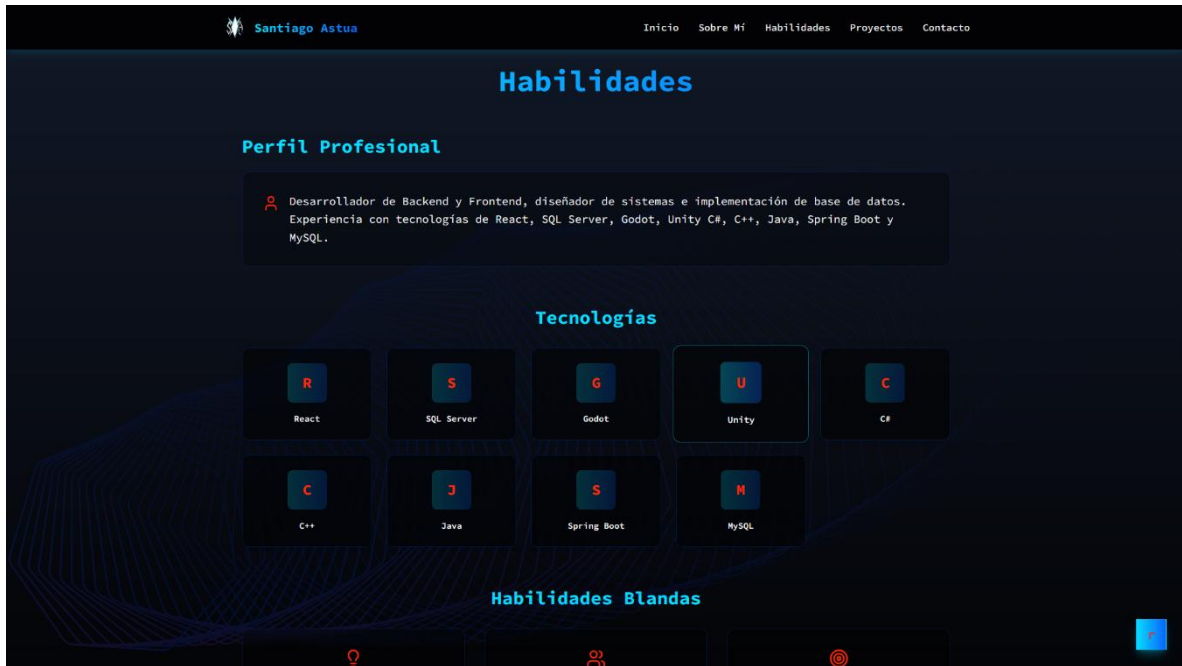 Santiago Astua
Inicio Sobre Mí Habilidades Proyectos Contacto
Habilidades
Perfil Profesional
Desarrollador de Backend y Frontend, diseñador de sistemas e implementación de base de datos.
Experiencia con tecnologías de React, SQL Server, Godot, Unity C#, C++, Java, Spring Boot y
MySQL.
Tecnologías
R S G U C
React SQL Server Godot Unity C#
C J S M
C++ Java Spring Boot MySQL
Habilidades Blandas